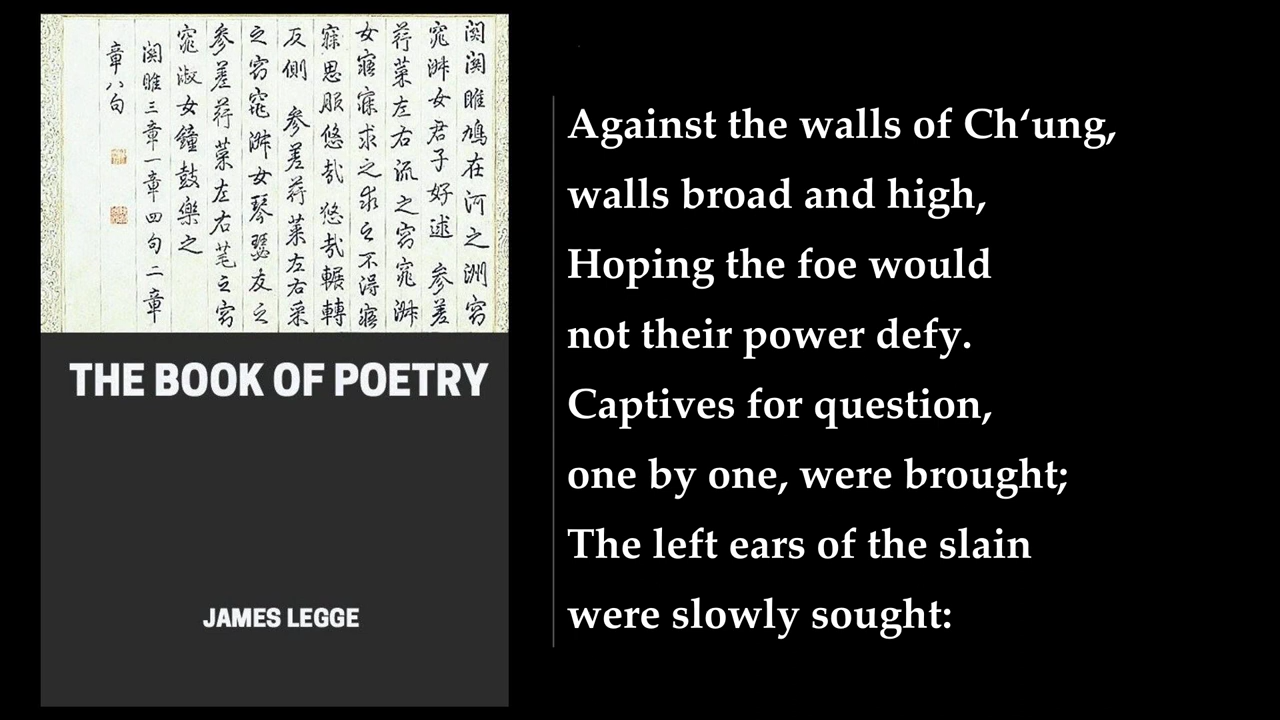 關關雎鳩在河之洲窈
窕淑女君子好逑 參差
荇菜左右流之窈窕淑
女寤寐求之求之不得寤
寐思服悠哉悠哉輾轉
反側 參差荇菜左右采
之窈窕淑女琴瑟友之
參差荇菜左右芼之窈
窕淑女鐘鼓樂之
關雎三章一章四句二章
章八句
THE BOOK OF POETRY
JAMES LEGGE
Against the walls of Ch‘ung,
walls broad and high,
Hoping the foe would
not their power defy.
Captives for question,
one by one, were brought;
The left ears of the slain
were slowly sought: